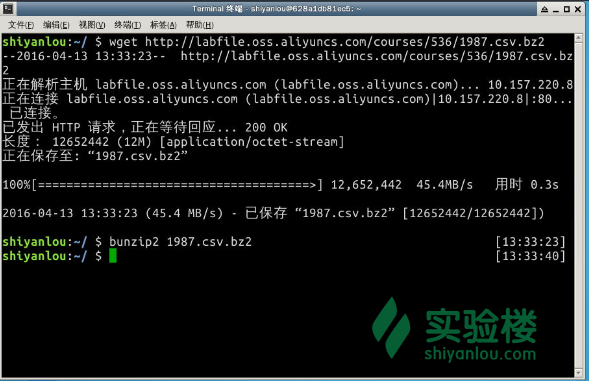 Terminal 终端 - shiyanlou@628a1db81ec5: ~
文件(F) 编辑(E) 视图(V) 终端(T) 标签(A) 帮助(H)
shiyanlou:~/ $ wget http://labfile.oss.aliyuncs.com/courses/536/1987.csv.bz2
--2016-04-13 13:33:23-- http://labfile.oss.aliyuncs.com/courses/536/1987.csv.bz
2
正在解析主机 labfile.oss.aliyuncs.com (labfile.oss.aliyuncs.com)... 10.157.220.8
正在连接 labfile.oss.aliyuncs.com (labfile.oss.aliyuncs.com)|10.157.220.8|:80...
已连接。
已发出 HTTP 请求，正在等待回应... 200 OK
长度： 12652442 (12M) [application/octet-stream]
正在保存至: “1987.csv.bz2”
100%[======================================>] 12,652,442 45.4MB/s 用时 0.3s
2016-04-13 13:33:23 (45.4 MB/s) - 已保存 “1987.csv.bz2” [12652442/12652442])
shiyanlou:~/ $ bunzip2 1987.csv.bz2 [13:33:23]
shiyanlou:~/ $ [13:33:40]
实验楼
shiyanlou.com